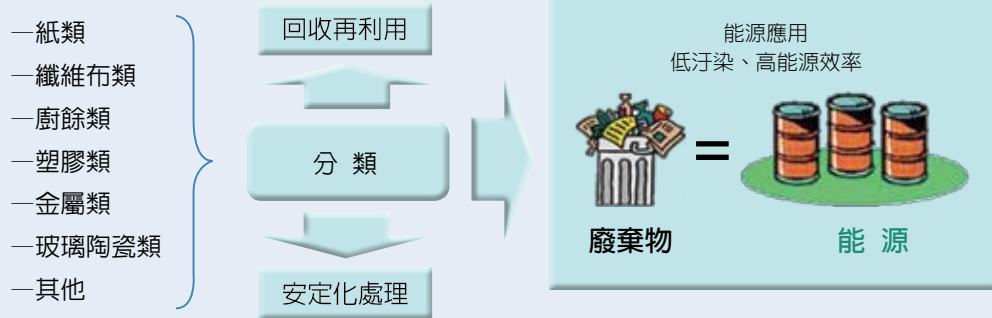 —紙類
—纖維布類
—廚餘類
—塑膠類
—金屬類
—玻璃陶瓷類
—其他
回收再利用
分 類
安定化處理
能源應用
低汙染、高能源效率
=
廢棄物
能 源